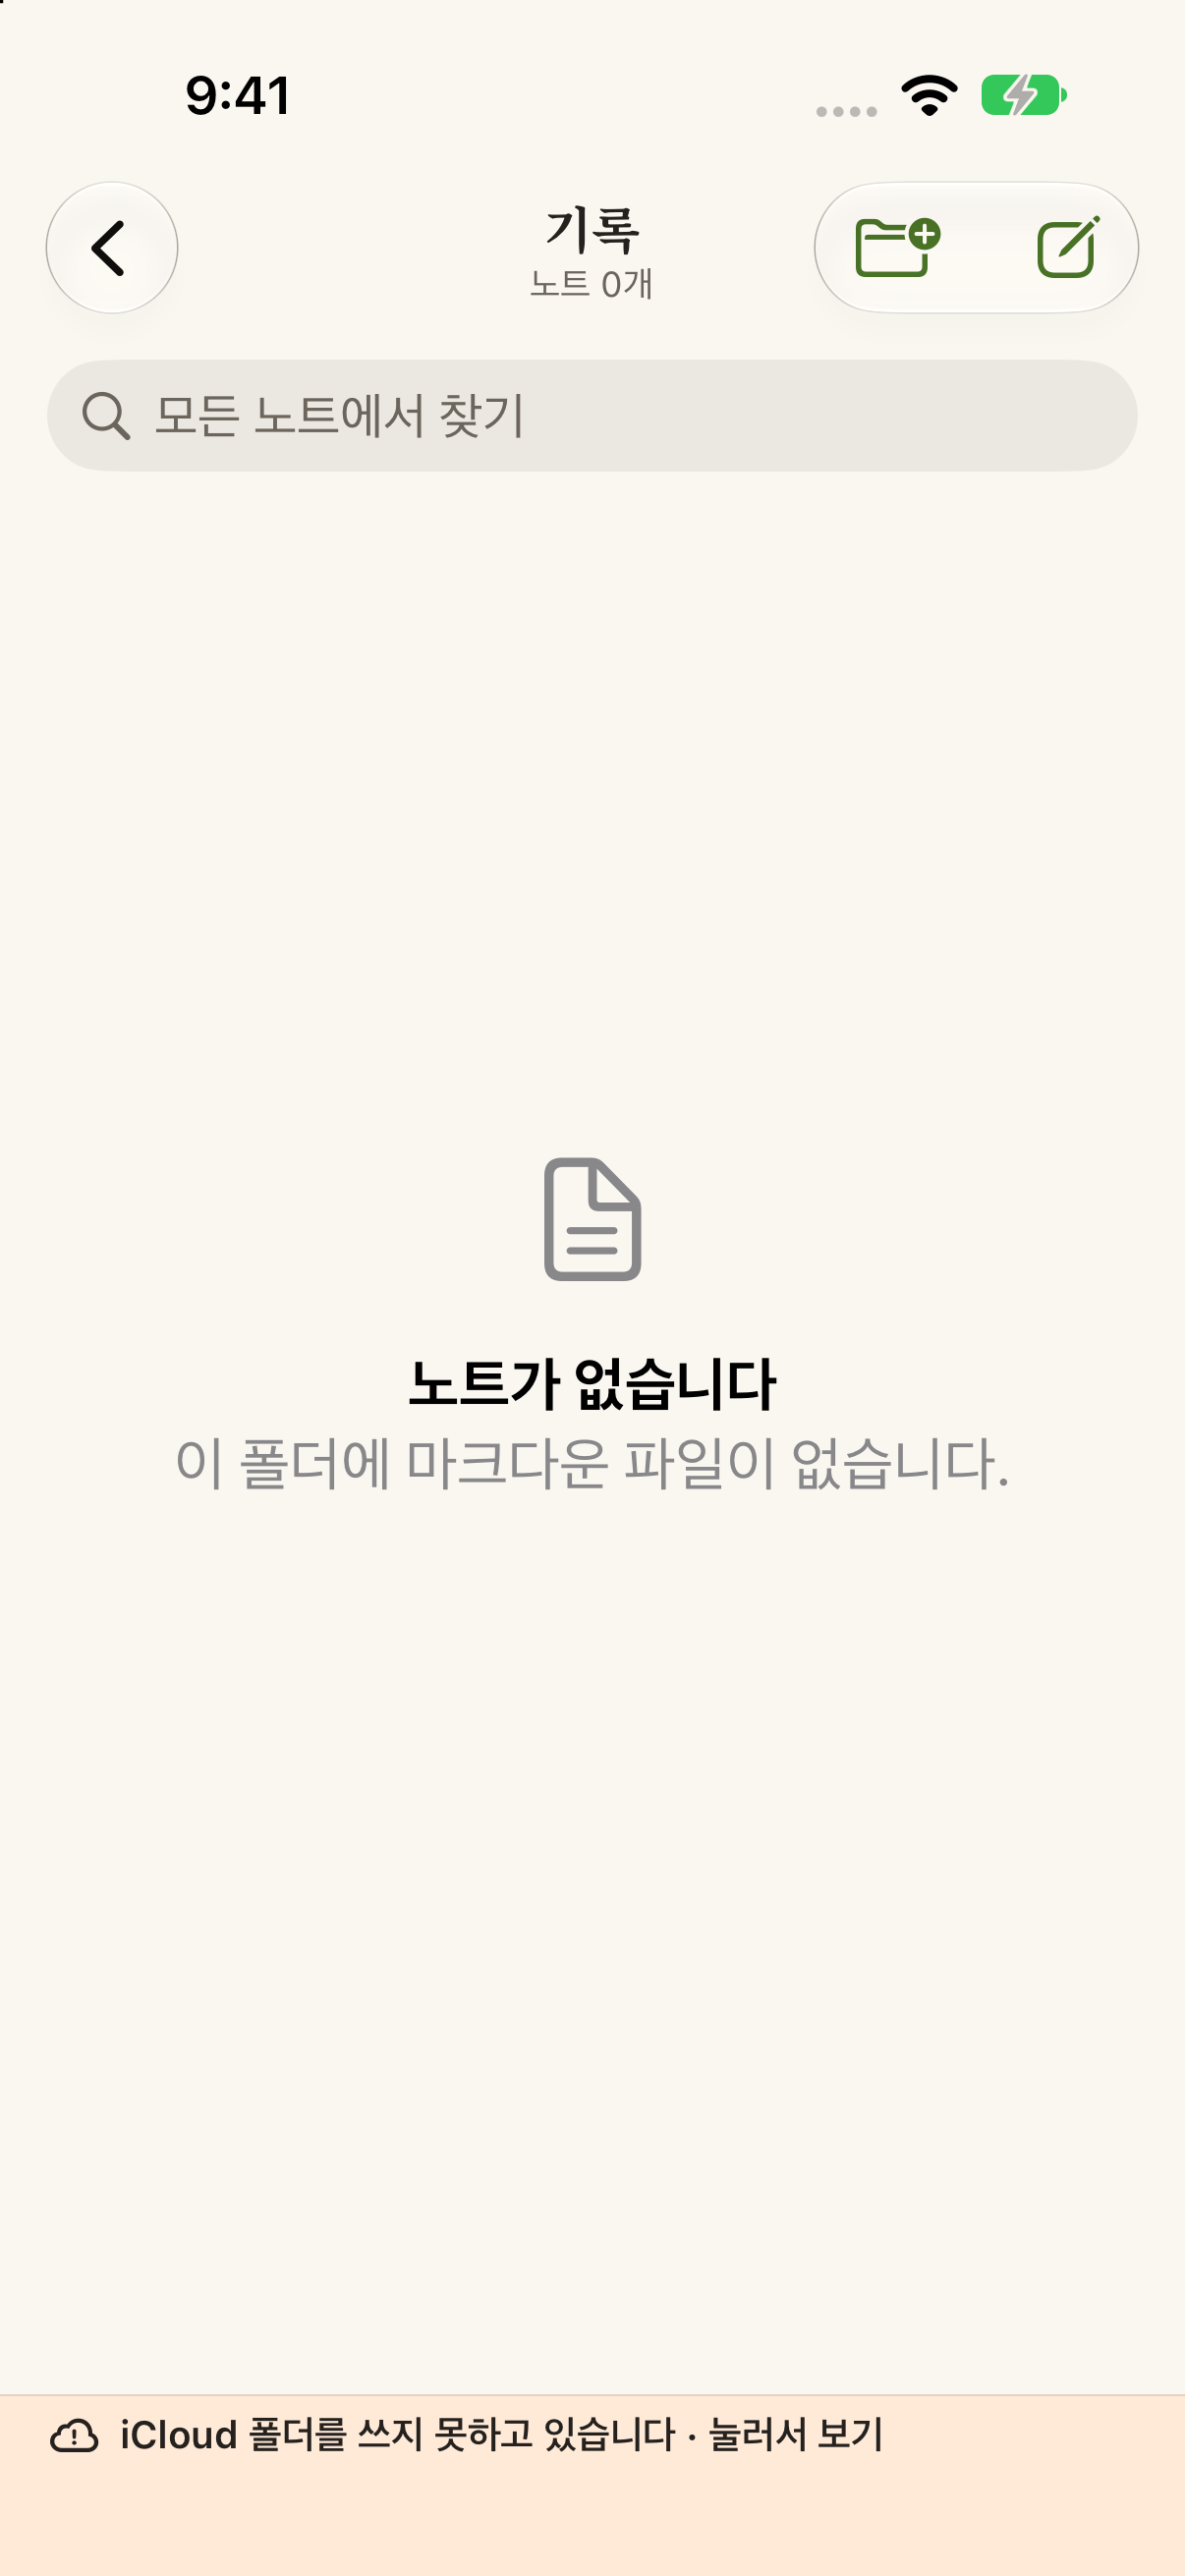 9:41
기록
노트 0개
모든 노트에서 찾기
노트가 없습니다
이 폴더에 마크다운 파일이 없습니다.
iCloud 폴더를 쓰지 못하고 있습니다 · 눌러서 보기